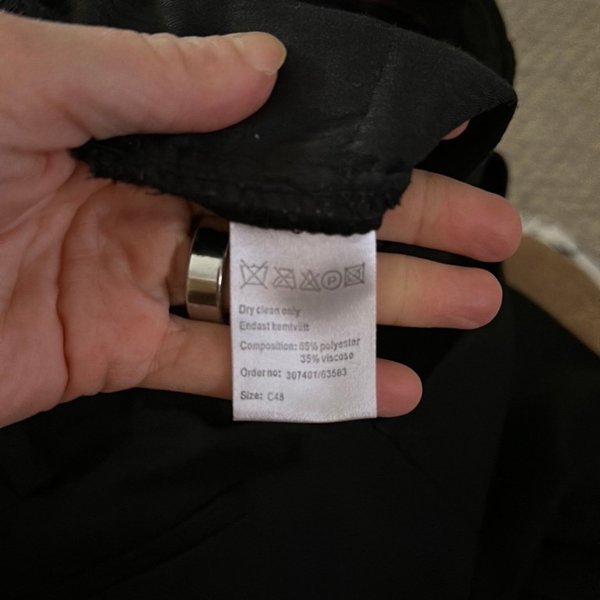 P
Dry clean only
Endast kemtvätt
Composition: 65% polyester
35% viscose
Order no: 307401/63583
Size: C48